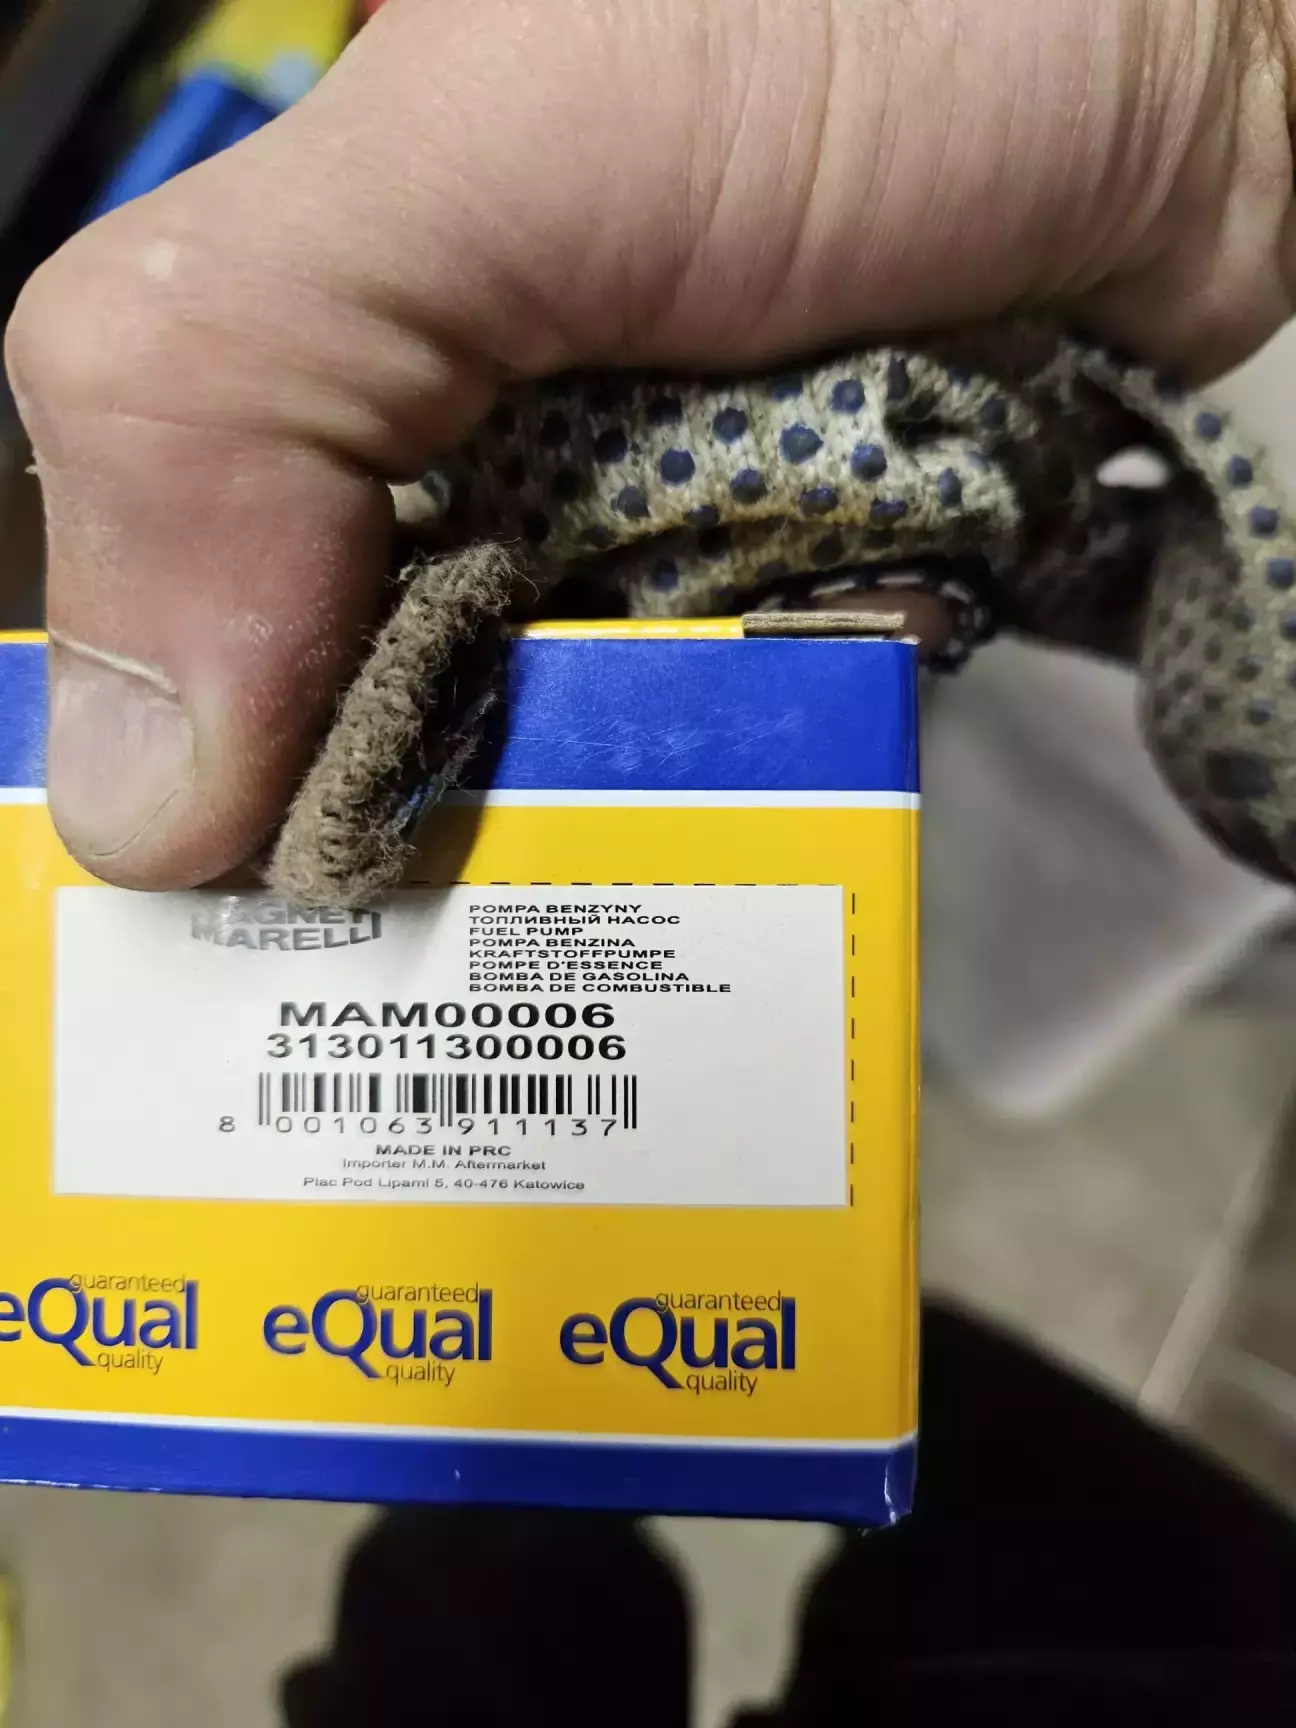 MAGNETI
MARELLI
POMPA BENZYNY
ТОПЛИВНЫЙ НАСОС
FUEL PUMP
POMPA BENZINA
KRAFTSTOFFPUMPE
POMPE D'ESSENCE
BOMBA DE GASOLINA
BOMBA DE COMBUSTIBLE
MAM00006
313011300006
8 001063 911137
MADE IN PRC
Importer M.M. Aftermarket
Plac Pod Lipami 5, 40-476 Katowice
guaranteed
eQual
quality
guaranteed
eQual
quality
guaranteed
eQual
quality